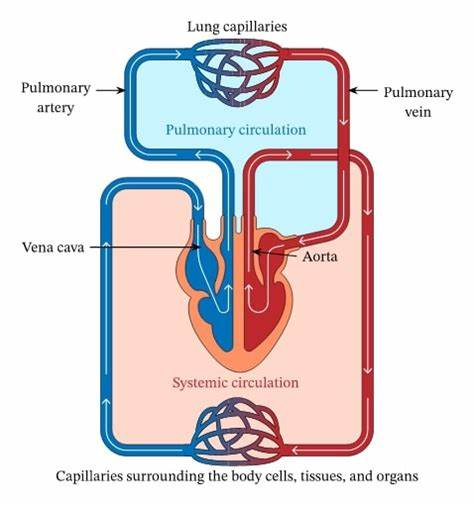 Lung capillaries
Pulmonary
artery
Pulmonary
vein
Pulmonary circulation
Vena cava
Aorta
Systemic circulation
Capillaries surrounding the body cells, tissues, and organs